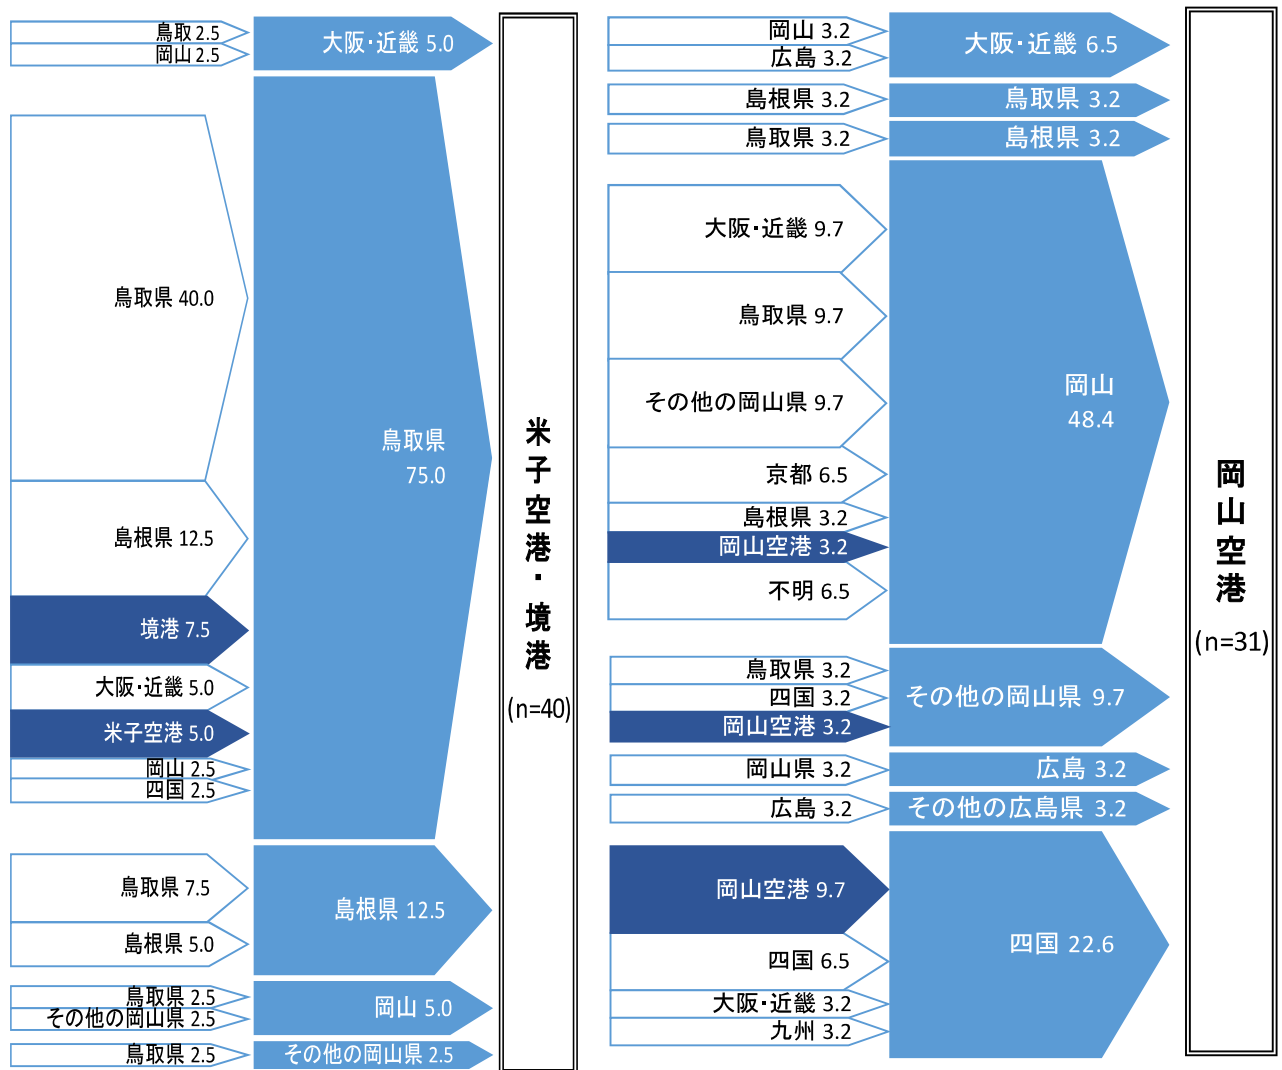 鳥取 2.5
岡山 2.5
大阪・近畿 5.0
鳥取県 40.0
島根県 12.5
境港 7.5
大阪・近畿 5.0
米子空港 5.0
岡山 2.5
四国 2.5
鳥取県
75.0
鳥取県 7.5
島根県 5.0
島根県 12.5
鳥取県 2.5
その他の岡山県 2.5
岡山 5.0
鳥取県 2.5
その他の岡山県 2.5
米子空港・境港
(n=40)
岡山 3.2
広島 3.2
大阪・近畿 6.5
島根県 3.2
鳥取県 3.2
鳥取県 3.2
島根県 3.2
大阪・近畿 9.7
鳥取県 9.7
その他の岡山県 9.7
京都 6.5
島根県 3.2
岡山空港 3.2
不明 6.5
岡山
48.4
鳥取県 3.2
四国 3.2
岡山空港 3.2
その他の岡山県 9.7
岡山県 3.2
広島 3.2
広島 3.2
その他の広島県 3.2
岡山空港 9.7
四国 6.5
大阪・近畿 3.2
九州 3.2
四国 22.6
岡山空港
(n=31)